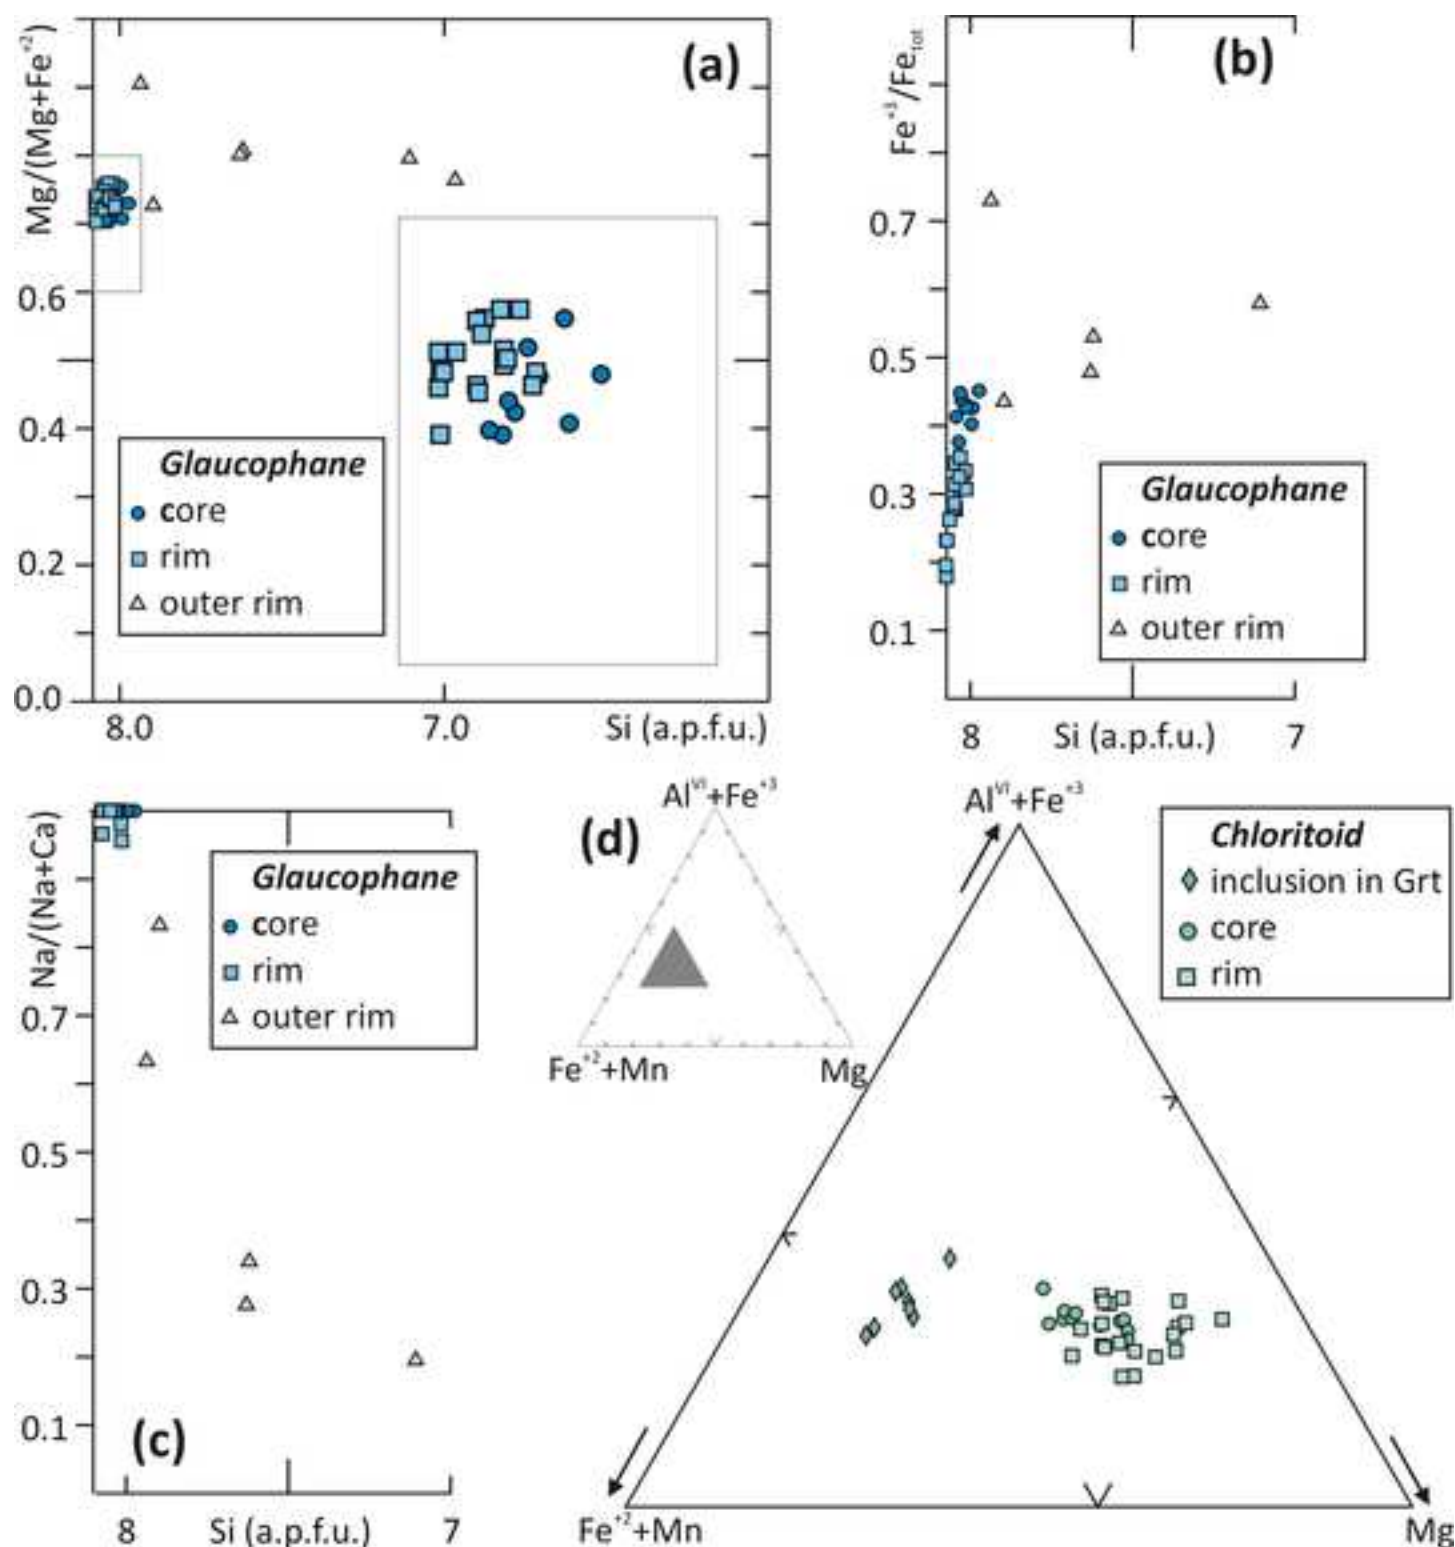 Mg/(Mg+Fe⁺²)
(a)
0.6
0.4
0.2
0.0
Glaucophane
core
rim
outer rim
8.0
7.0
Si (a.p.f.u.)
Fe⁺³/Feₜₒₜ
(b)
0.7
0.5
0.3
0.1
Glaucophane
core
rim
outer rim
8
Si (a.p.f.u.)
7
Na/(Na+Ca)
Glaucophane
core
rim
outer rim
0.7
0.5
0.3
0.1
(c)
8
Si (a.p.f.u.)
7
(d)
Alⱽᴵ+Fe⁺³
Fe⁺²+Mn
Mg
Alⱽᴵ+Fe⁺³
Chloritoid
inclusion in Grt
core
rim
Fe⁺²+Mn
Mg